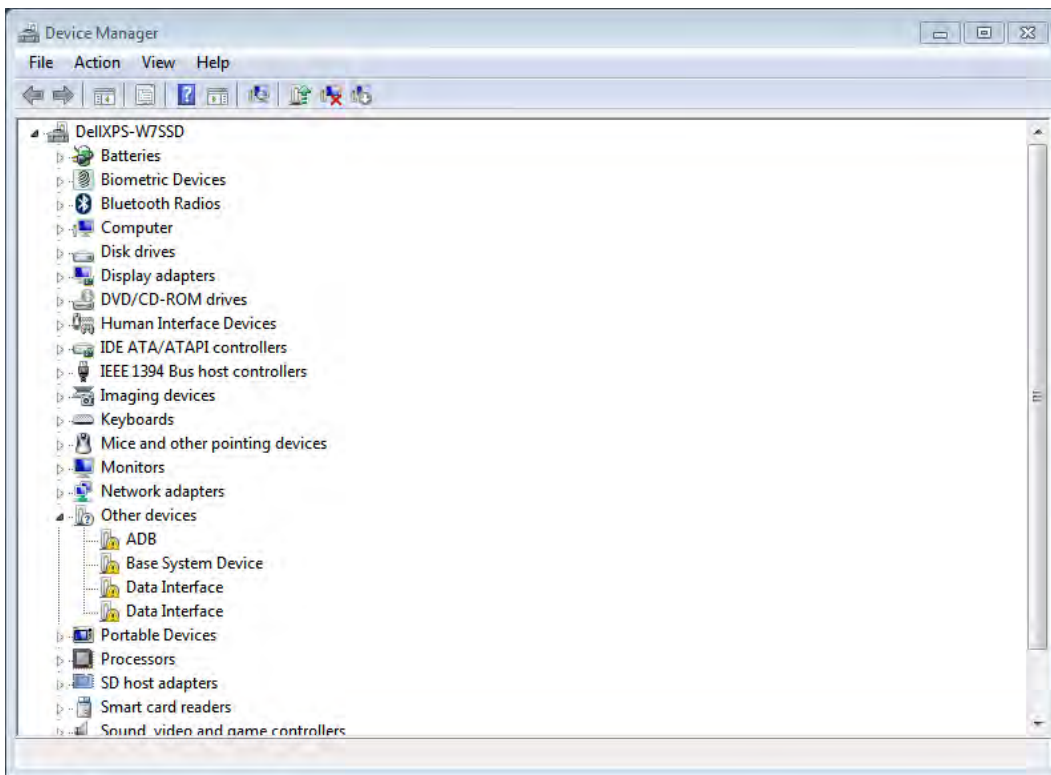 Device Manager
File Action View Help
DellXPS-W7SSD
Batteries
Biometric Devices
Bluetooth Radios
Computer
Disk drives
Display adapters
DVD/CD-ROM drives
Human Interface Devices
IDE ATA/ATAPI controllers
IEEE 1394 Bus host controllers
Imaging devices
Keyboards
Mice and other pointing devices
Monitors
Network adapters
Other devices
ADB
Base System Device
Data Interface
Data Interface
Portable Devices
Processors
SD host adapters
Smart card readers
Sound, video and game controllers